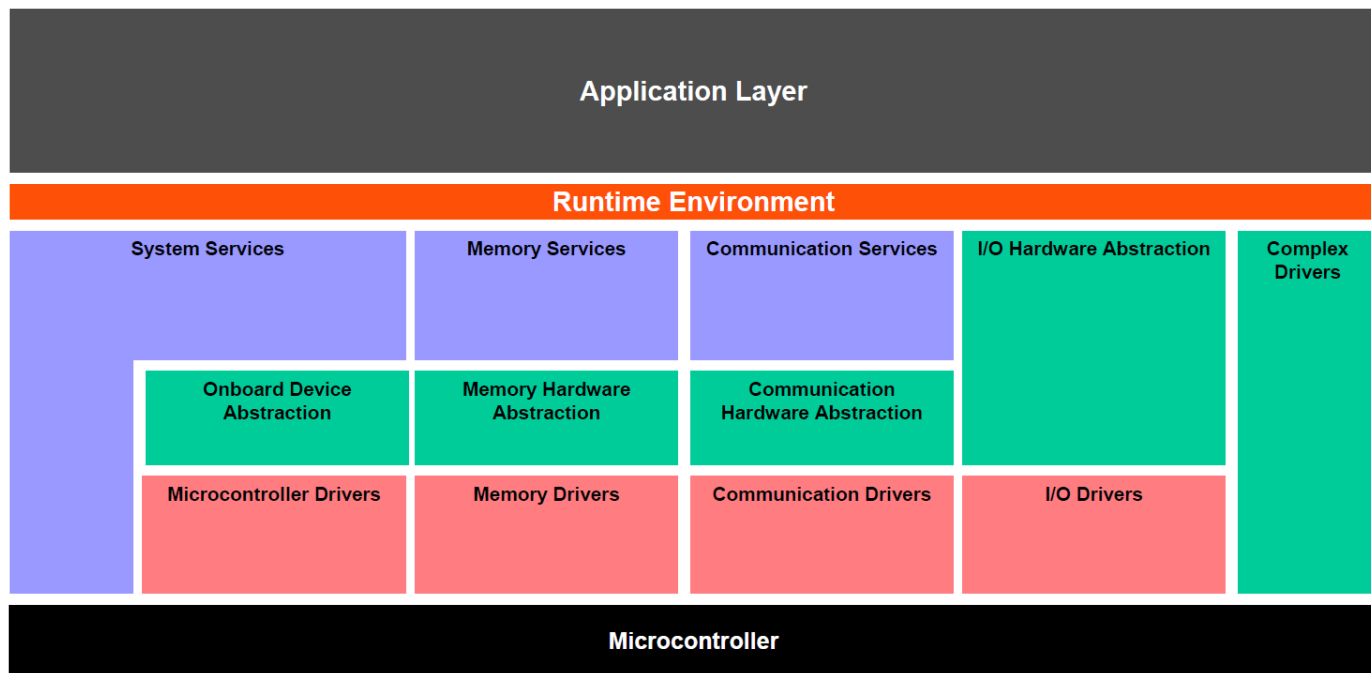 Application Layer
Runtime Environment
System Services
Memory Services
Communication Services
I/O Hardware Abstraction
Complex
Drivers
Onboard Device
Abstraction
Memory Hardware
Abstraction
Communication
Hardware Abstraction
Microcontroller Drivers
Memory Drivers
Communication Drivers
I/O Drivers
Microcontroller